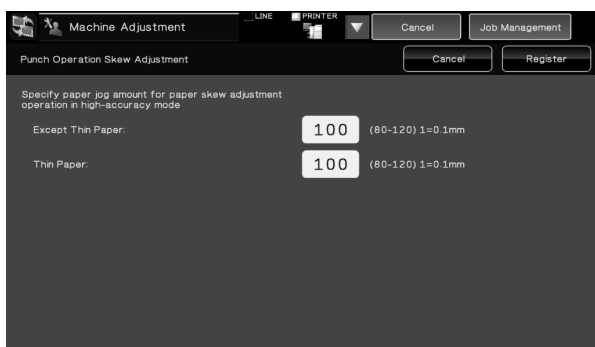 Machine Adjustment
LINE
PRINTER
Cancel
Job Management
Punch Operation Skew Adjustment
Cancel
Register
Specify paper jog amount for paper skew adjustment
operation in high-accuracy mode
Except Thin Paper:
100
(80-120) 1=0.1mm
Thin Paper:
100
(80-120) 1=0.1mm